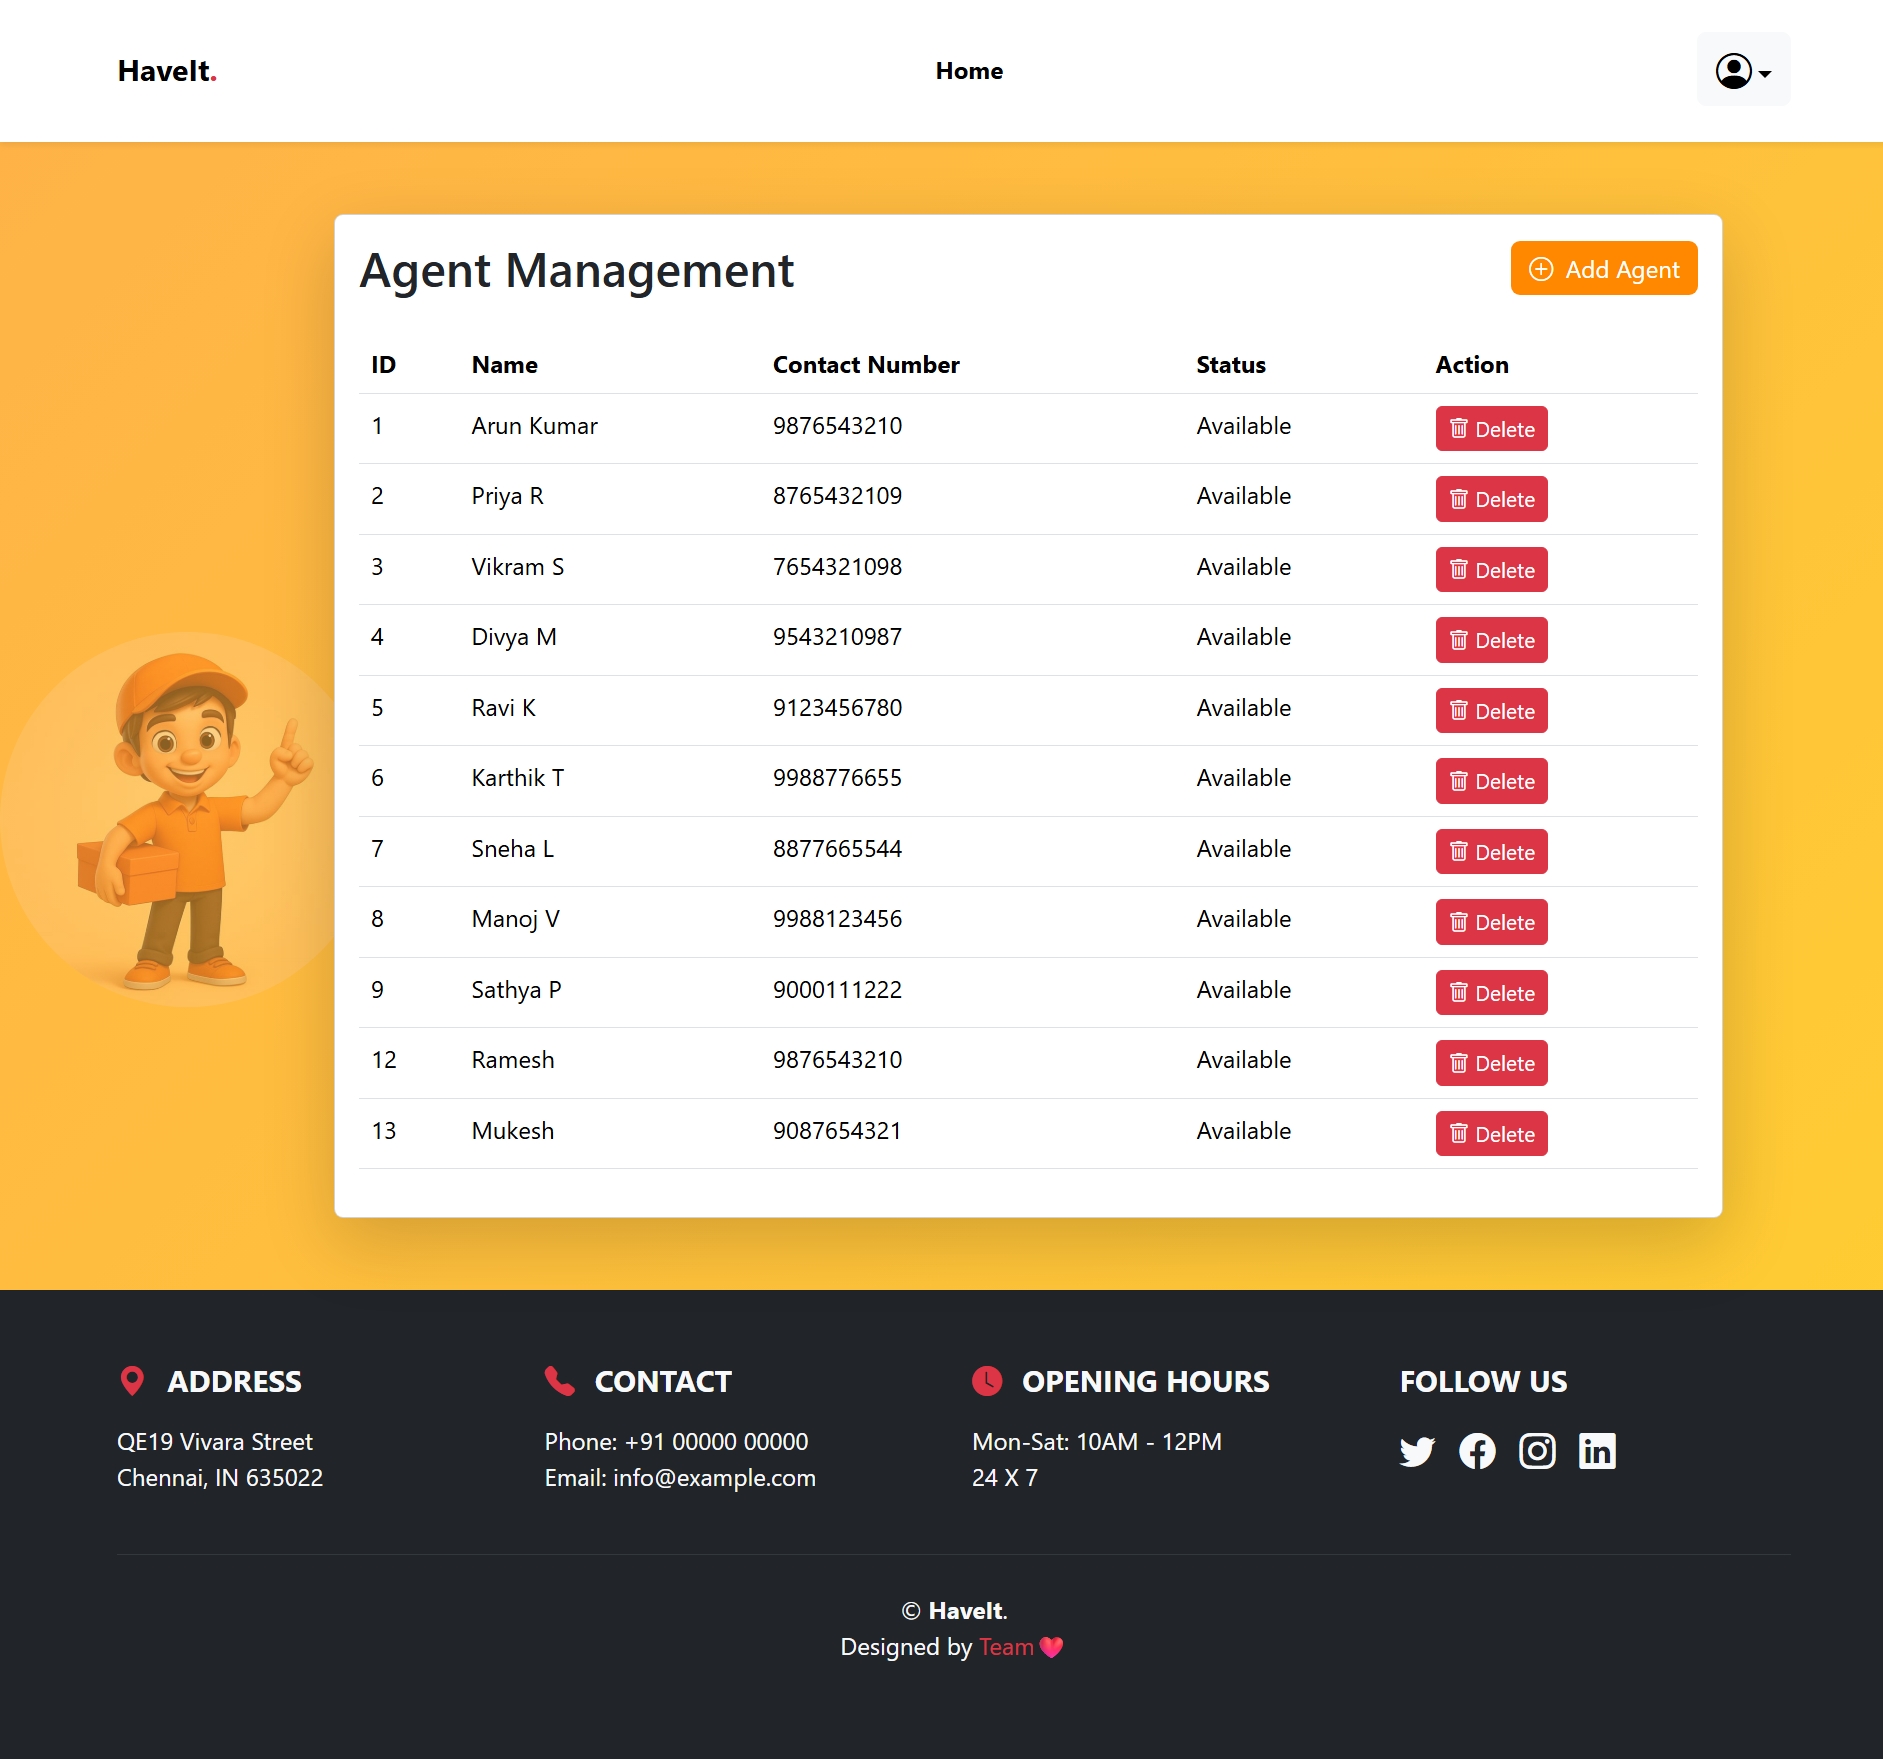 HaveIt.
Home
Agent Management
Add Agent
ID Name Contact Number Status Action
1 Arun Kumar 9876543210 Available Delete
2 Priya R 8765432109 Available Delete
3 Vikram S 7654321098 Available Delete
4 Divya M 9543210987 Available Delete
5 Ravi K 9123456780 Available Delete
6 Karthik T 9988776655 Available Delete
7 Sneha L 8877665544 Available Delete
8 Manoj V 9988123456 Available Delete
9 Sathya P 9000111222 Available Delete
12 Ramesh 9876543210 Available Delete
13 Mukesh 9087654321 Available Delete
ADDRESS
QE19 Vivara Street
Chennai, IN 635022
CONTACT
Phone: +91 00000 00000
Email: info@example.com
OPENING HOURS
Mon-Sat: 10AM - 12PM
24 X 7
FOLLOW US
© HaveIt.
Designed by Team